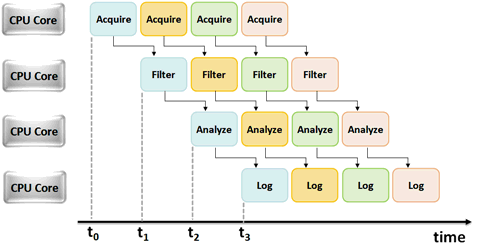 CPU Core Acquire Acquire Acquire Acquire
CPU Core Filter Filter Filter Filter
CPU Core Analyze Analyze Analyze Analyze
CPU Core Log Log Log Log
t0 t1 t2 t3 time